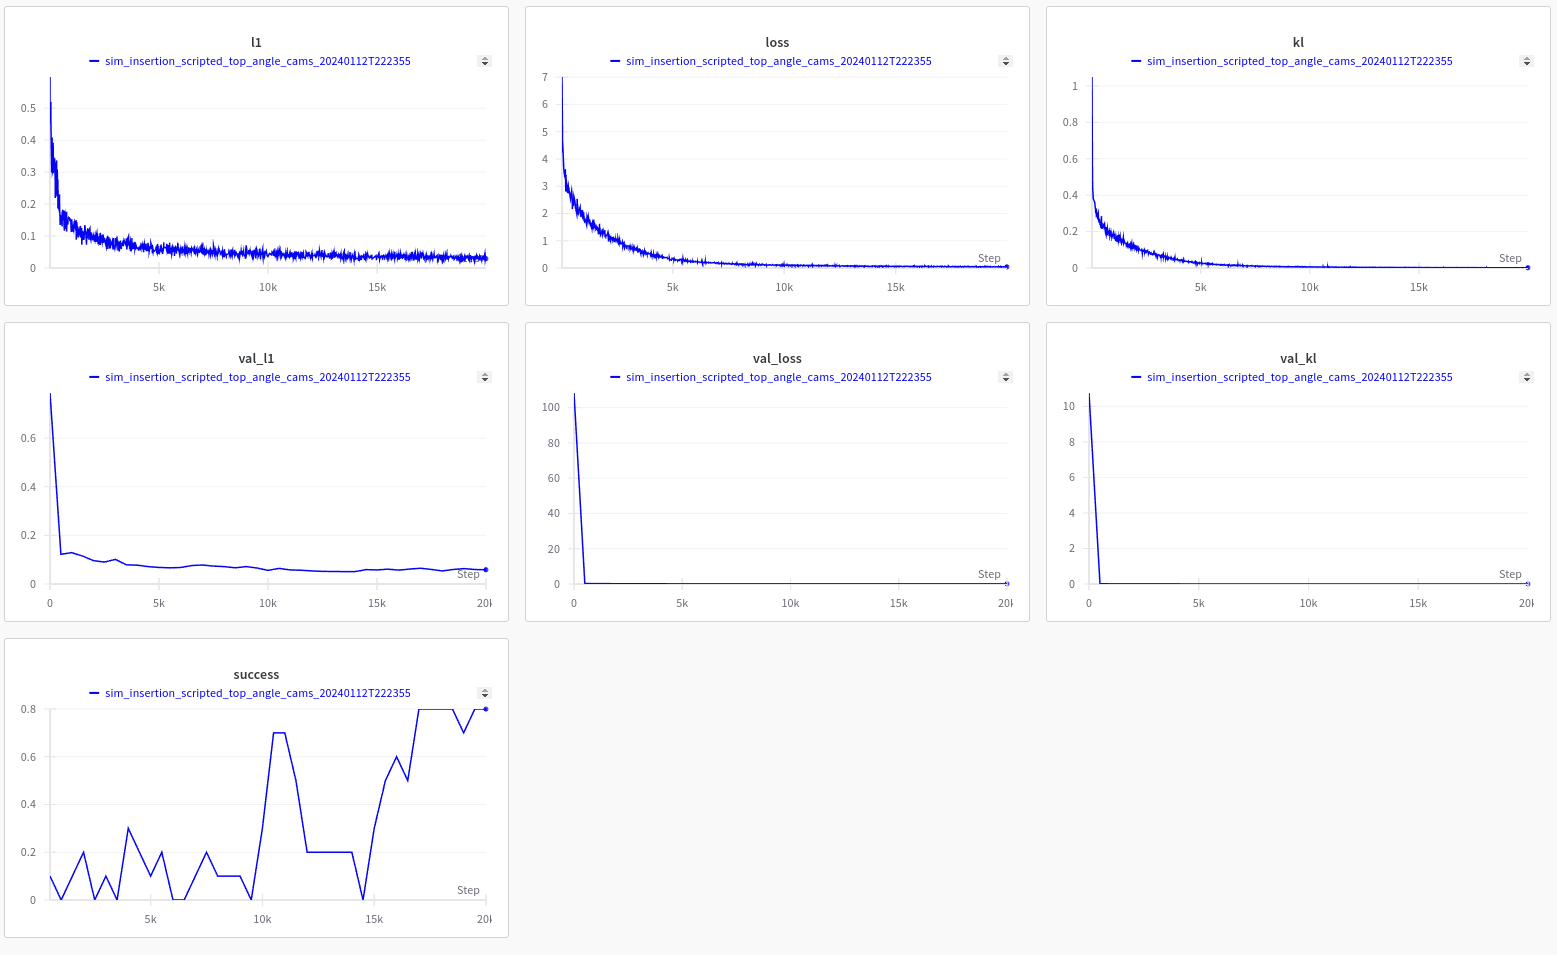 l1
sim_insertion_scripted_top_angle_cams_20240112T222355
0.5
0.4
0.3
0.2
0.1
0
5k
10k
15k
loss
sim_insertion_scripted_top_angle_cams_20240112T222355
7
6
5
4
3
2
1
0
Step
5k
10k
15k
kl
sim_insertion_scripted_top_angle_cams_20240112T222355
1
0.8
0.6
0.4
0.2
0
Step
5k
10k
15k
val_l1
sim_insertion_scripted_top_angle_cams_20240112T222355
0.6
0.4
0.2
0
Step
0
5k
10k
15k
20k
val_loss
sim_insertion_scripted_top_angle_cams_20240112T222355
100
80
60
40
20
0
Step
0
5k
10k
15k
20k
val_kl
sim_insertion_scripted_top_angle_cams_20240112T222355
10
8
6
4
2
0
Step
0
5k
10k
15k
20k
success
sim_insertion_scripted_top_angle_cams_20240112T222355
0.8
0.6
0.4
0.2
0
Step
5k
10k
15k
20k